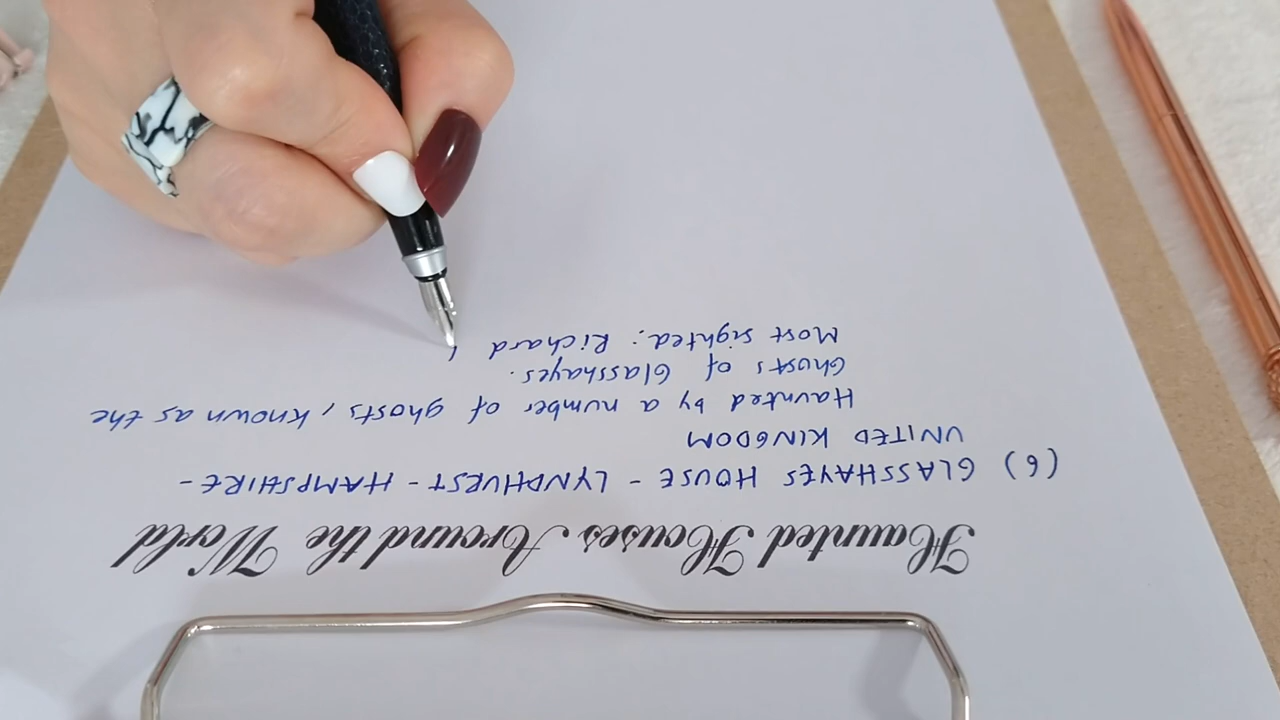 Haunted Houses Around the World
(6) GLASSHAYES HOUSE - LYNDHURST - HAMPSHIRE -
UNITED KINGDOM
Haunted by a number of ghosts, known as the
Ghosts of Glasshayes.
Most sighted: Richard